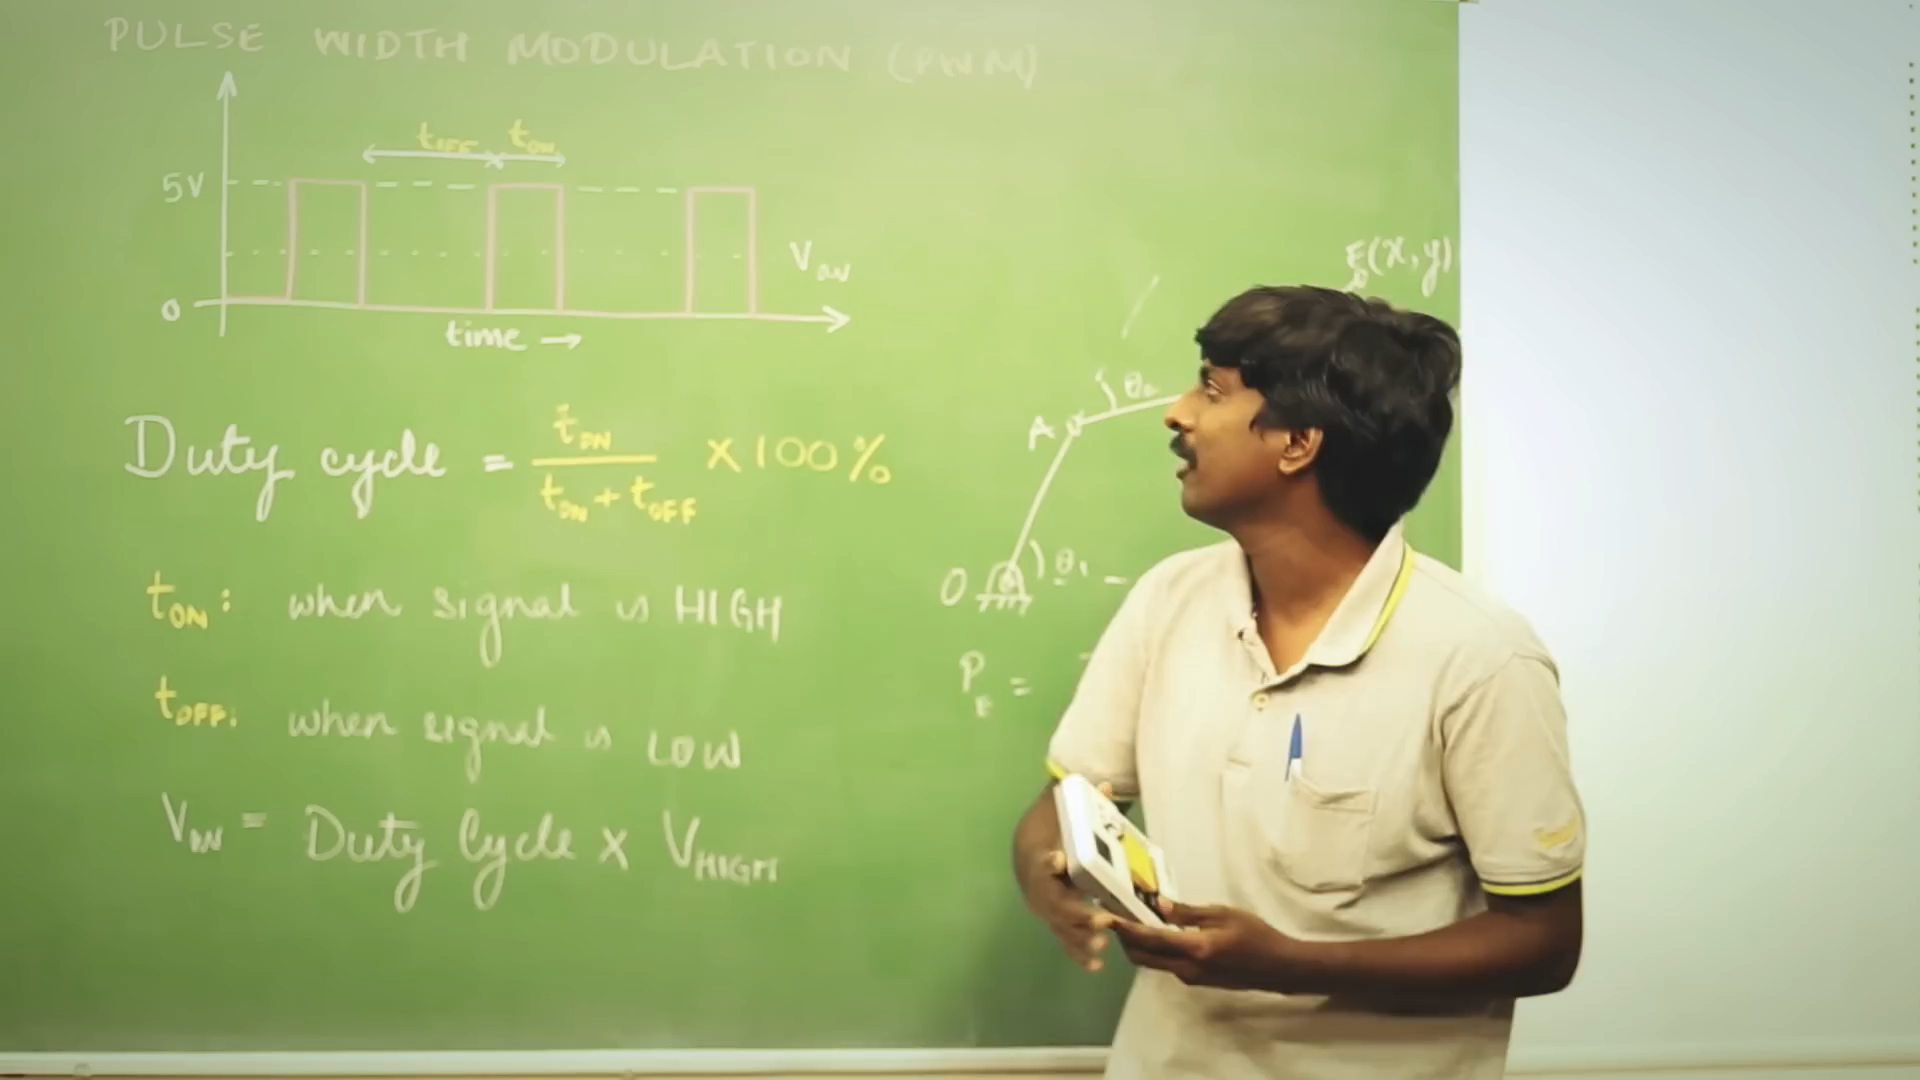 PULSE WIDTH MODULATION (PWM)
tOFF tON
5V
VAV
0
time →
Duty cycle = tON / tON + tOFF × 100%
tON: when signal is HIGH
tOFF: when signal is LOW
VAV = Duty Cycle × VHIGH
E(x, y)
A θ2
O θ1
PE =